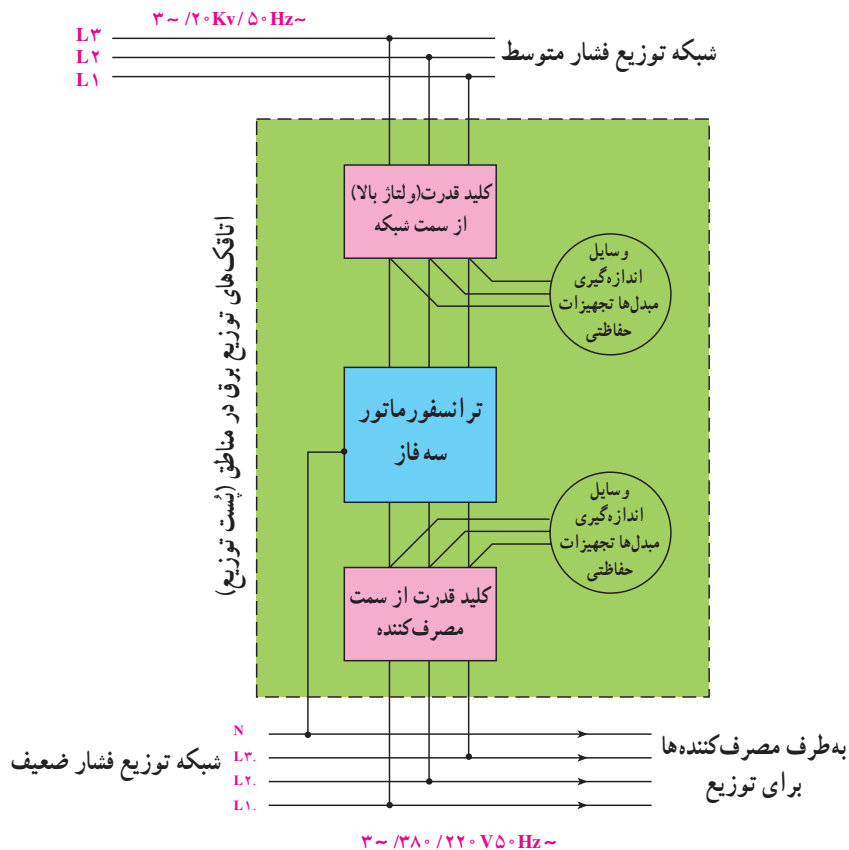 ۳~ /۲۰Kv/ ۵۰Hz~
L۳
L۲
L۱
شبکه توزیع فشار متوسط
کلید قدرت(ولتاژ بالا)
از سمت شبکه
وسایل
اندازه‌گیری
مبدل‌ها تجهیزات
حفاظتی
اتاقک‌های توزیع برق در مناطق (پُست توزیع)
ترانسفورماتور
سه فاز
وسایل
اندازه‌گیری
مبدل‌ها تجهیزات
حفاظتی
کلید قدرت از سمت
مصرف‌کننده
N
L۳.
L۲.
L۱.
شبکه توزیع فشار ضعیف
به‌طرف مصرف‌کننده‌ها
برای توزیع
۳~ /۳۸۰ /۲۲۰ V۵۰Hz~